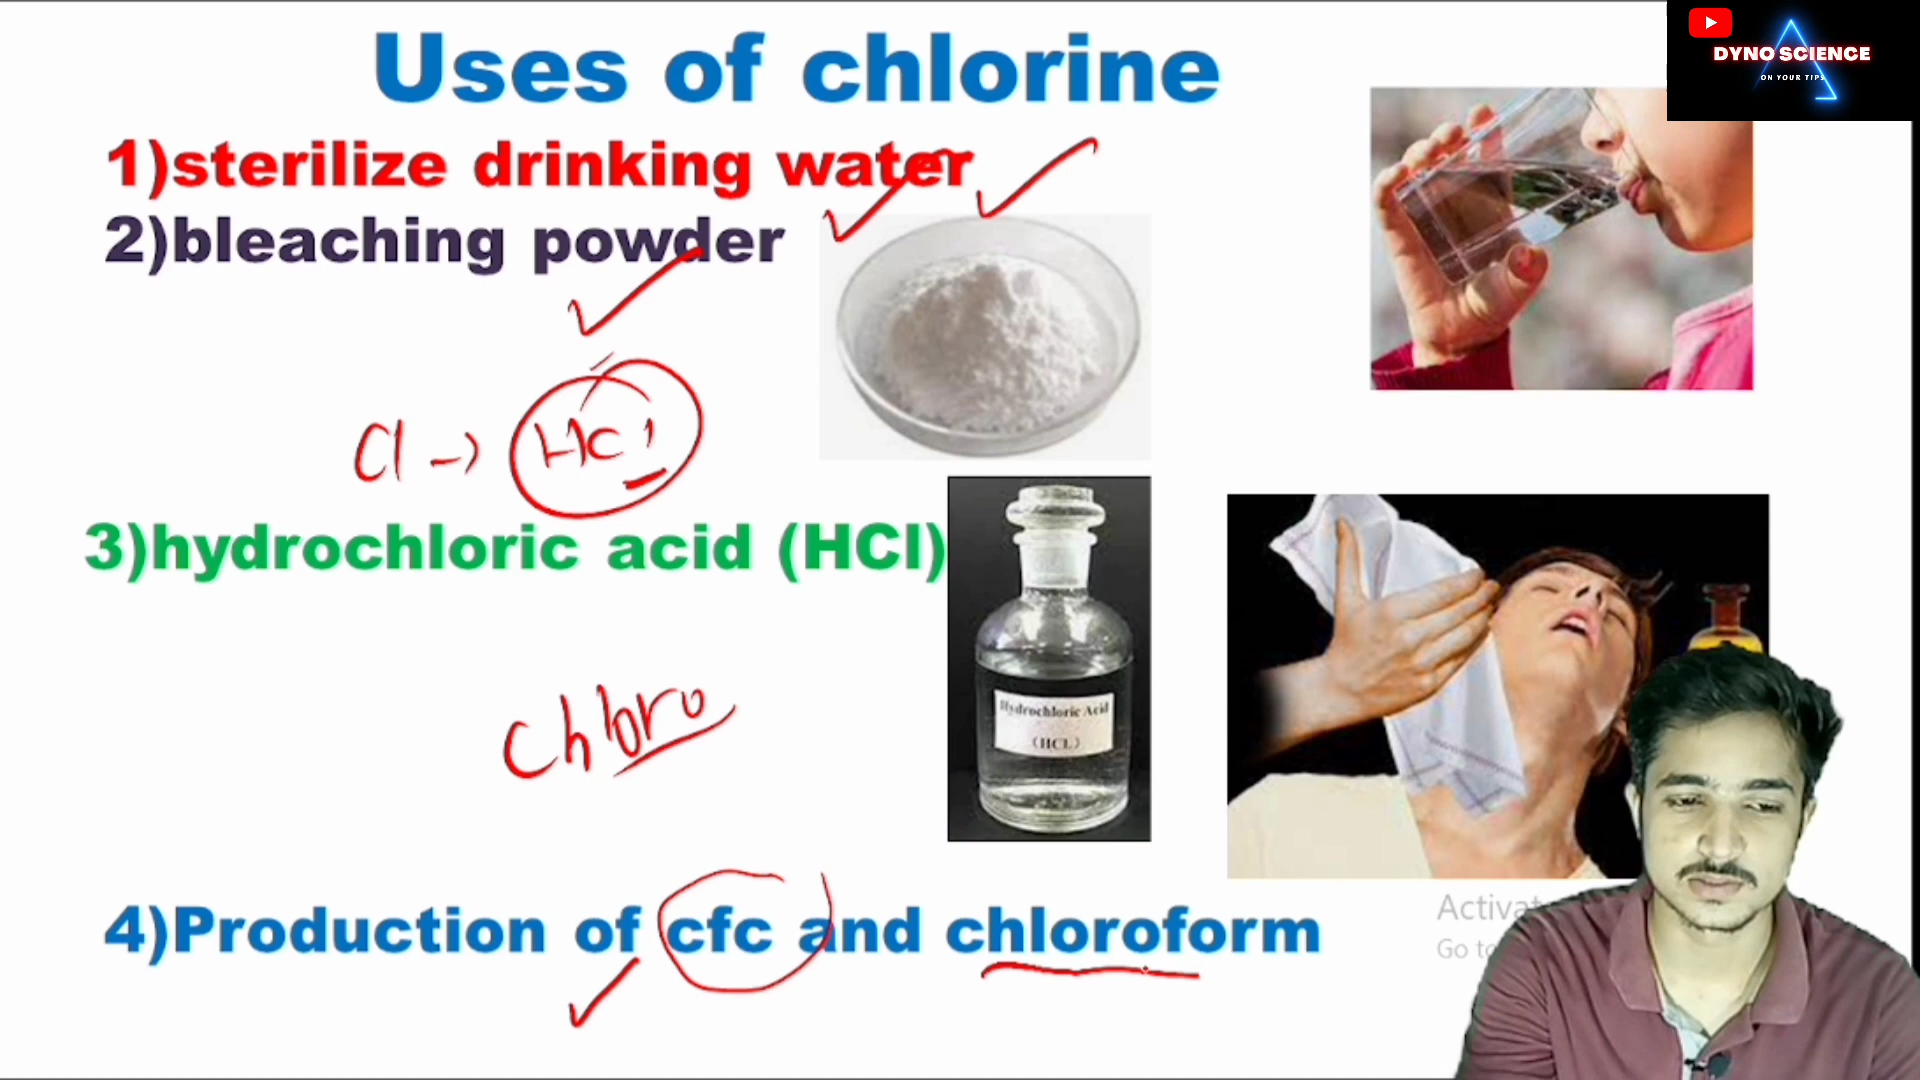 Uses of chlorine
DYNO SCIENCE
ON YOUR TIPS
1)sterilize drinking water
2)bleaching powder
Cl → HCl
3)hydrochloric acid (HCl)
Hydrochloric Acid
(HCL)
Chloro
4)Production of cfc and chloroform
Activat
Go to